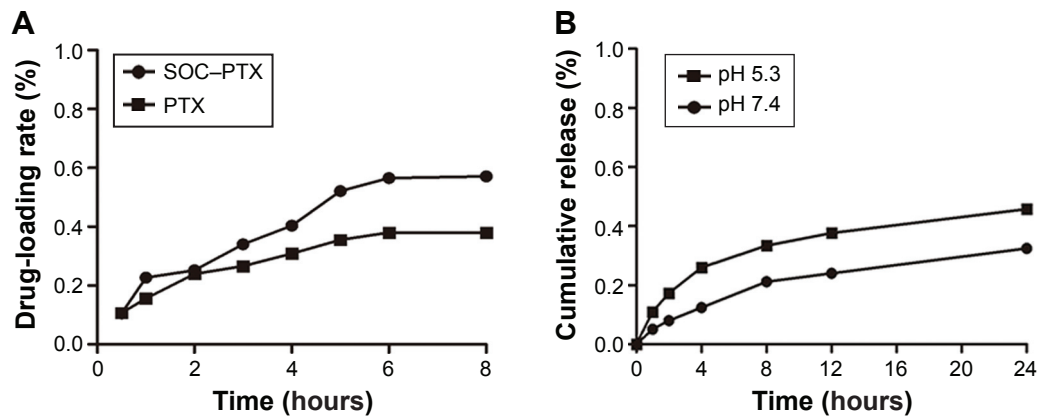 A
Drug-loading rate (%)
1.0
0.8
0.6
0.4
0.2
0.0
SOC–PTX
PTX
0 2 4 6 8
Time (hours)
B
Cumulative release (%)
1.0
0.8
0.6
0.4
0.2
0.0
pH 5.3
pH 7.4
0 4 8 12 16 20 24
Time (hours)